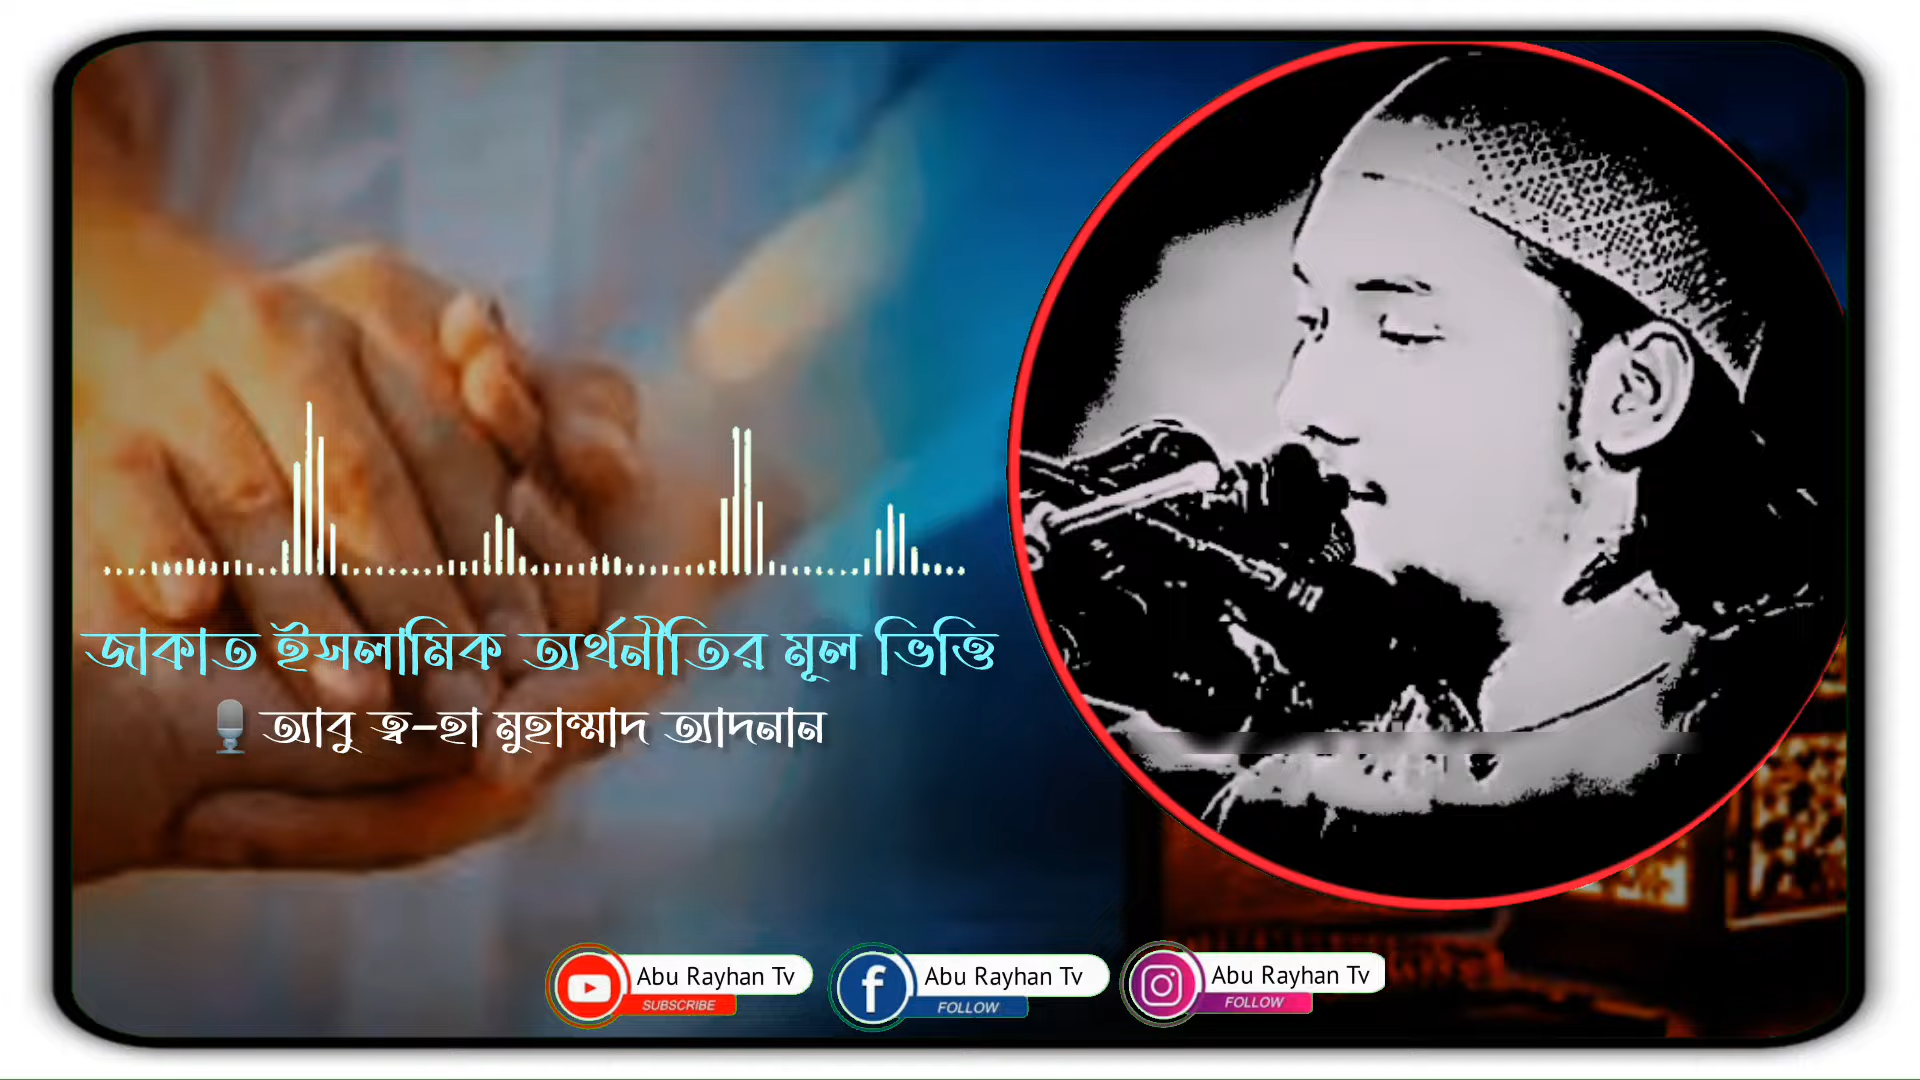 জাকাত ইসলামিক অর্থনীতির মূল ভিত্তি
আবু ত্ব-হা মুহাম্মাদ আদনান
Abu Rayhan Tv
SUBSCRIBE
Abu Rayhan Tv
FOLLOW
Abu Rayhan Tv
FOLLOW